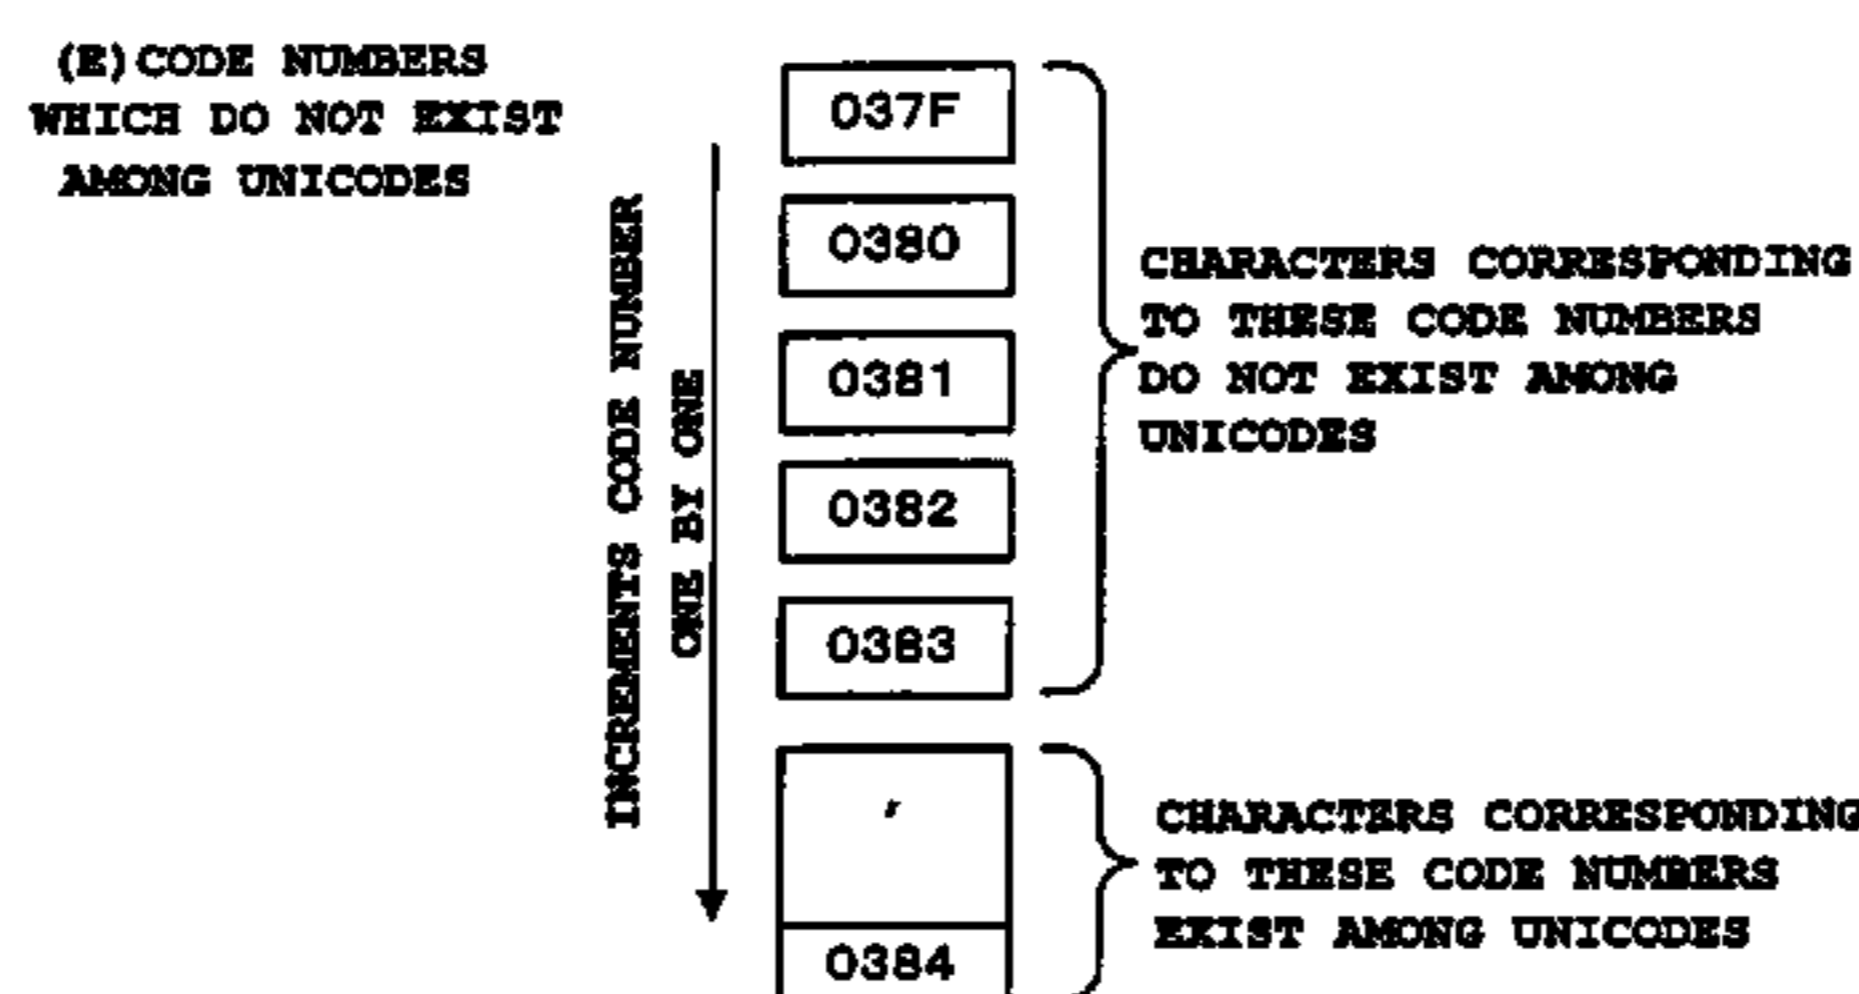 (E) CODE NUMBERS
WHICH DO NOT EXIST
AMONG UNICODES
INCREMENTS CODE NUMBER
ONE BY ONE
037F
0380
0381
0382
0383
CHARACTERS CORRESPONDING
TO THESE CODE NUMBERS
DO NOT EXIST AMONG
UNICODES
΄
0384
CHARACTERS CORRESPONDING
TO THESE CODE NUMBERS
EXIST AMONG UNICODES